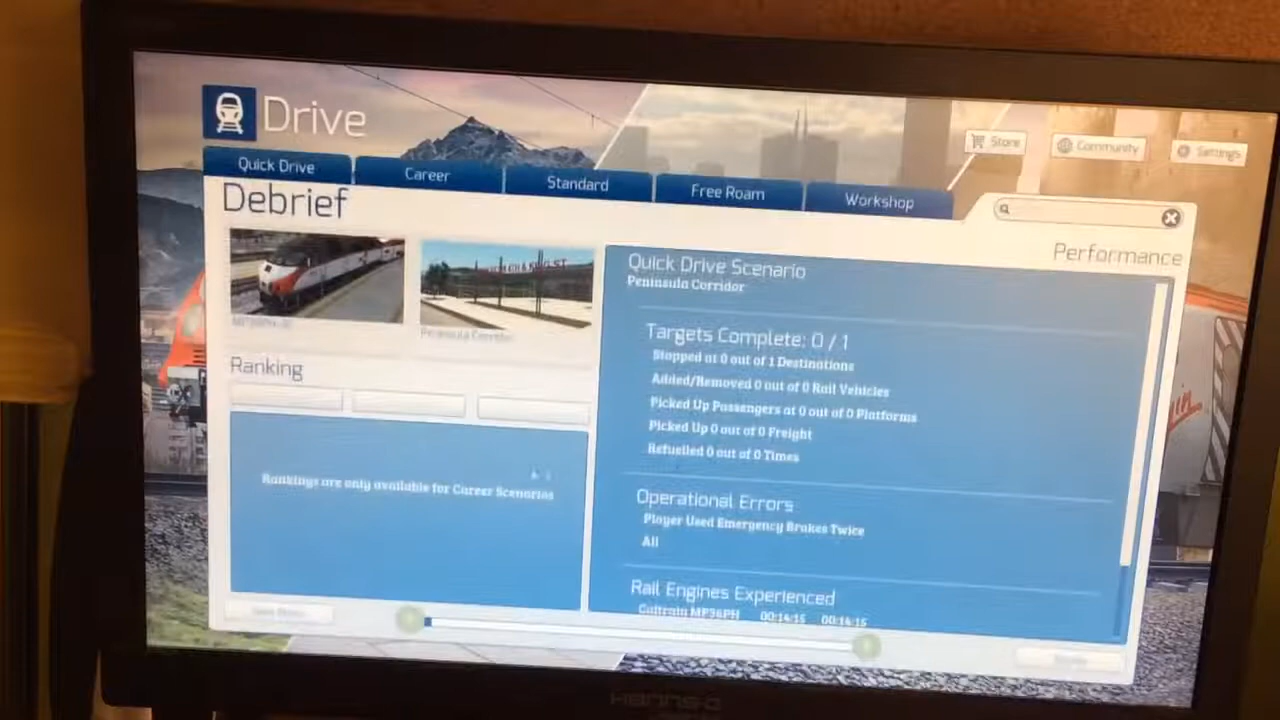 Drive
Store
Community
Settings
Quick Drive
Career
Standard
Free Roam
Workshop
Debrief
Performance
Quick Drive Scenario
Peninsula Corridor
Targets Complete: 0 / 1
Stopped at 0 out of 1 Destinations
Added/Removed 0 out of 0 Rail Vehicles
Picked Up Passengers at 0 out of 0 Platforms
Picked Up 0 out of 0 Freight
Refuelled 0 out of 0 Times
Peninsula Corridor
Ranking
Rankings are only available for Career Scenarios
Operational Errors
Player Used Emergency Brakes Twice
All
Rail Engines Experienced
Caltrain MP36PH 00:14:15 00:14:15
HANNS-G